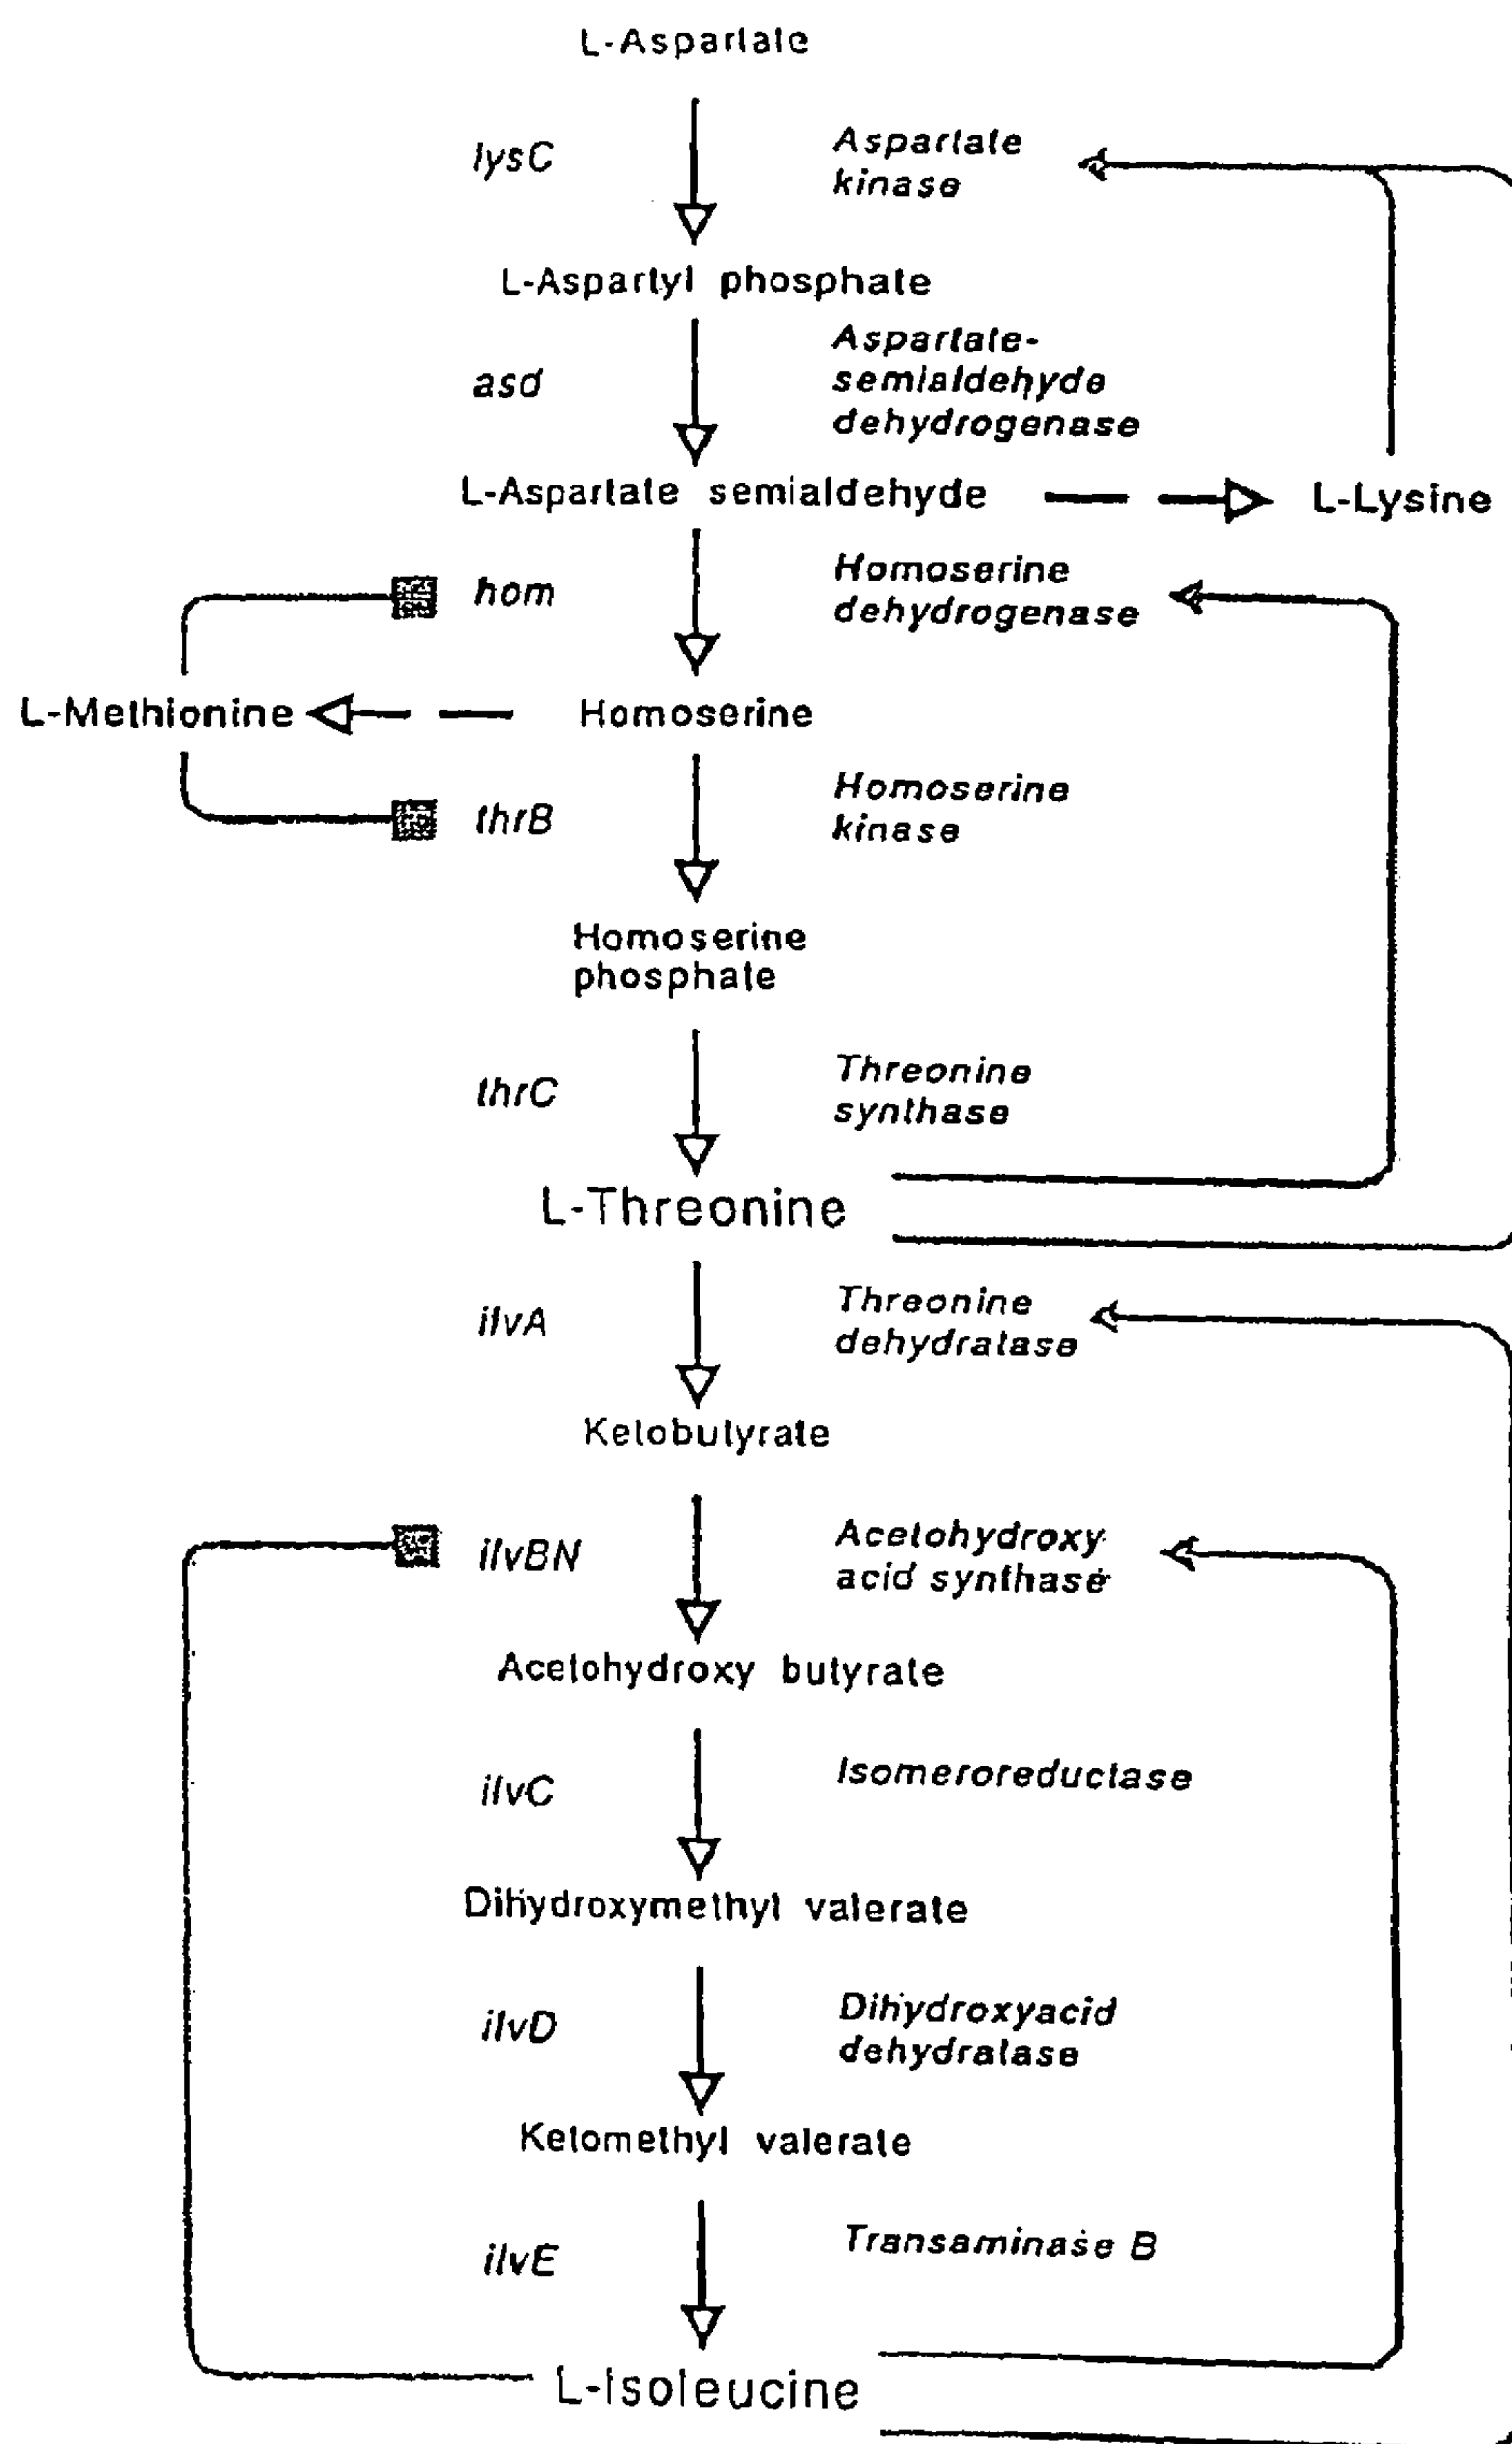 L-Aspartate
lysC
Aspartate
kinase
L-Aspartyl phosphate
asd
Aspartate-
semialdehyde
dehydrogenase
L-Aspartate semialdehyde
L-Lysine
hom
Homoserine
dehydrogenase
L-Methionine
Homoserine
thrB
Homoserine
kinase
Homoserine
phosphate
thrC
Threonine
synthase
L-Threonine
ilvA
Threonine
dehydratase
Ketobutyrate
ilvBN
Acetohydroxy
acid synthase
Acetohydroxy butyrate
ilvC
Isomeroreductase
Dihydroxymethyl valerate
ilvD
Dihydroxyacid
dehydratase
Ketomethyl valerate
ilvE
Transaminase B
L-Isoleucine